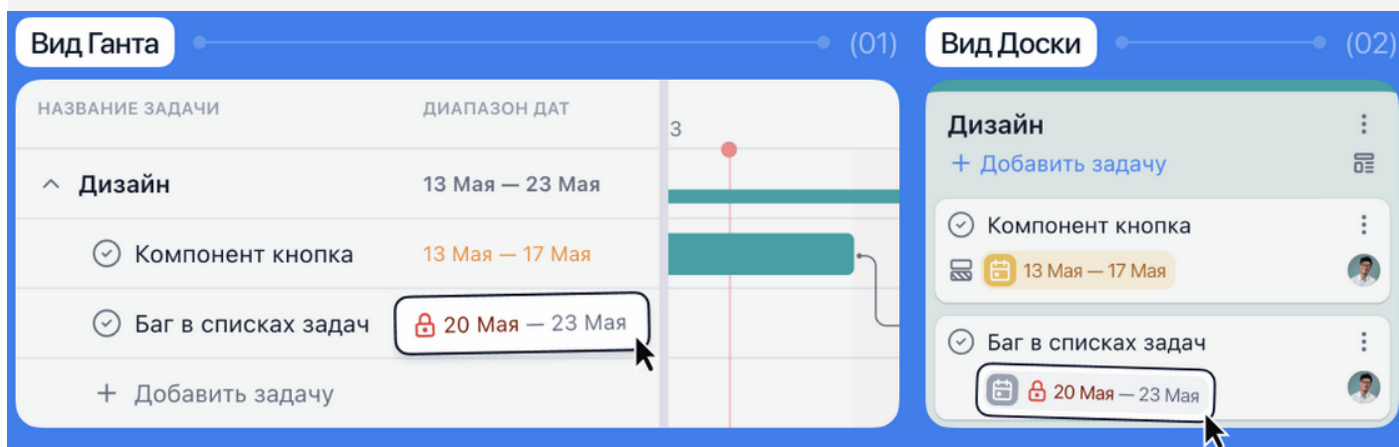 Вид Ганта
(01)
НАЗВАНИЕ ЗАДАЧИ
ДИАПАЗОН ДАТ
3
Дизайн
13 Мая — 23 Мая
Компонент кнопка
13 Мая — 17 Мая
Баг в списках задач
20 Мая — 23 Мая
+ Добавить задачу
Вид Доски
(02)
Дизайн
+ Добавить задачу
Компонент кнопка
13 Мая — 17 Мая
Баг в списках задач
20 Мая — 23 Мая